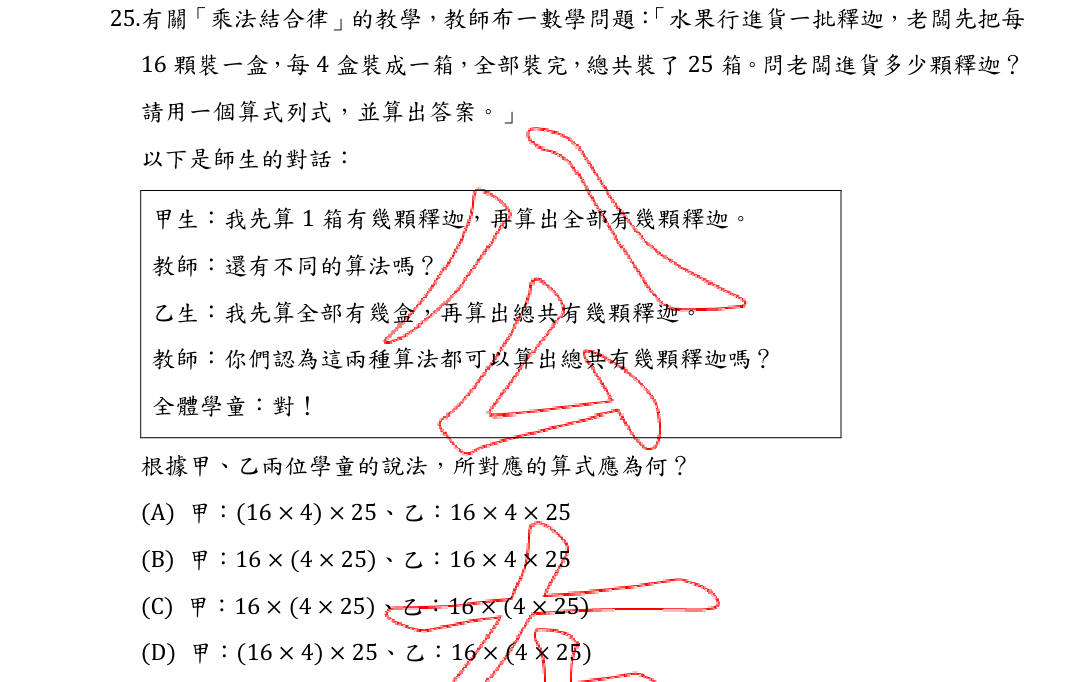 25.有關「乘法結合律」的教學，教師布一數學問題：「水果行進貨一批釋迦，老闆先把每
16 顆裝一盒，每 4 盒裝成一箱，全部裝完，總共裝了 25 箱。問老闆進貨多少顆釋迦？
請用一個算式列式，並算出答案。」
以下是師生的對話：
甲生：我先算 1 箱有幾顆釋迦，再算出全部有幾顆釋迦。
教師：還有不同的算法嗎？
乙生：我先算全部有幾盒，再算出總共有幾顆釋迦。
教師：你們認為這兩種算法都可以算出總共有幾顆釋迦嗎？
全體學童：對！
根據甲、乙兩位學童的說法，所對應的算式應為何？
(A) 甲：(16 × 4) × 25、乙：16 × 4 × 25
(B) 甲：16 × (4 × 25)、乙：16 × 4 × 25
(C) 甲：16 × (4 × 25)、乙：16 × (4 × 25)
(D) 甲：(16 × 4) × 25、乙：16 × (4 × 25)